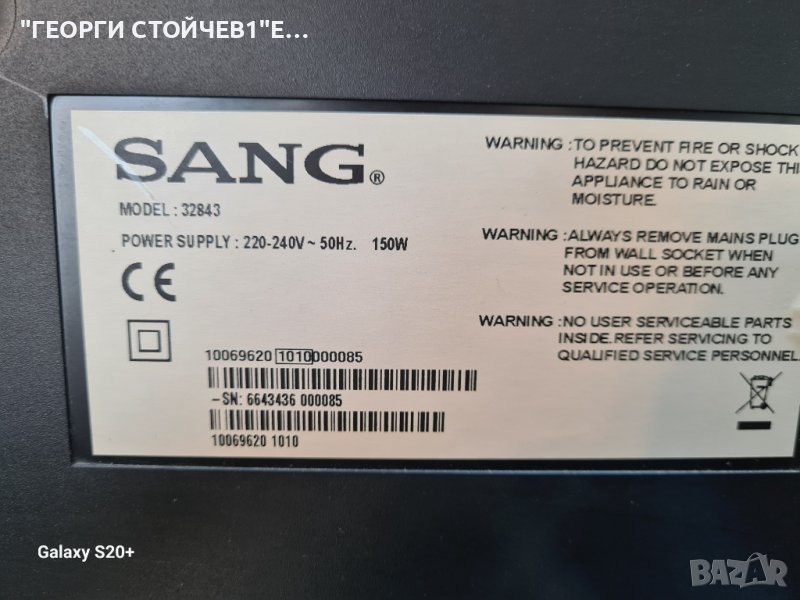 "ГЕОРГИ СТОЙЧЕВ1"Е...
SANG®
MODEL : 32843
POWER SUPPLY : 220-240V ~ 50Hz. 150W
CE
10069620 1010000085
-SN: 6643436 000085
10069620 1010
WARNING :TO PREVENT FIRE OR SHOCK
HAZARD DO NOT EXPOSE THI
APPLIANCE TO RAIN OR
MOISTURE.
WARNING :ALWAYS REMOVE MAINS PLUG
FROM WALL SOCKET WHEN
NOT IN USE OR BEFORE ANY
SERVICE OPERATION.
WARNING :NO USER SERVICEABLE PARTS
INSIDE.REFER SERVICING TO
QUALIFIED SERVICE PERSONNEL.
Galaxy S20+
BAZAR